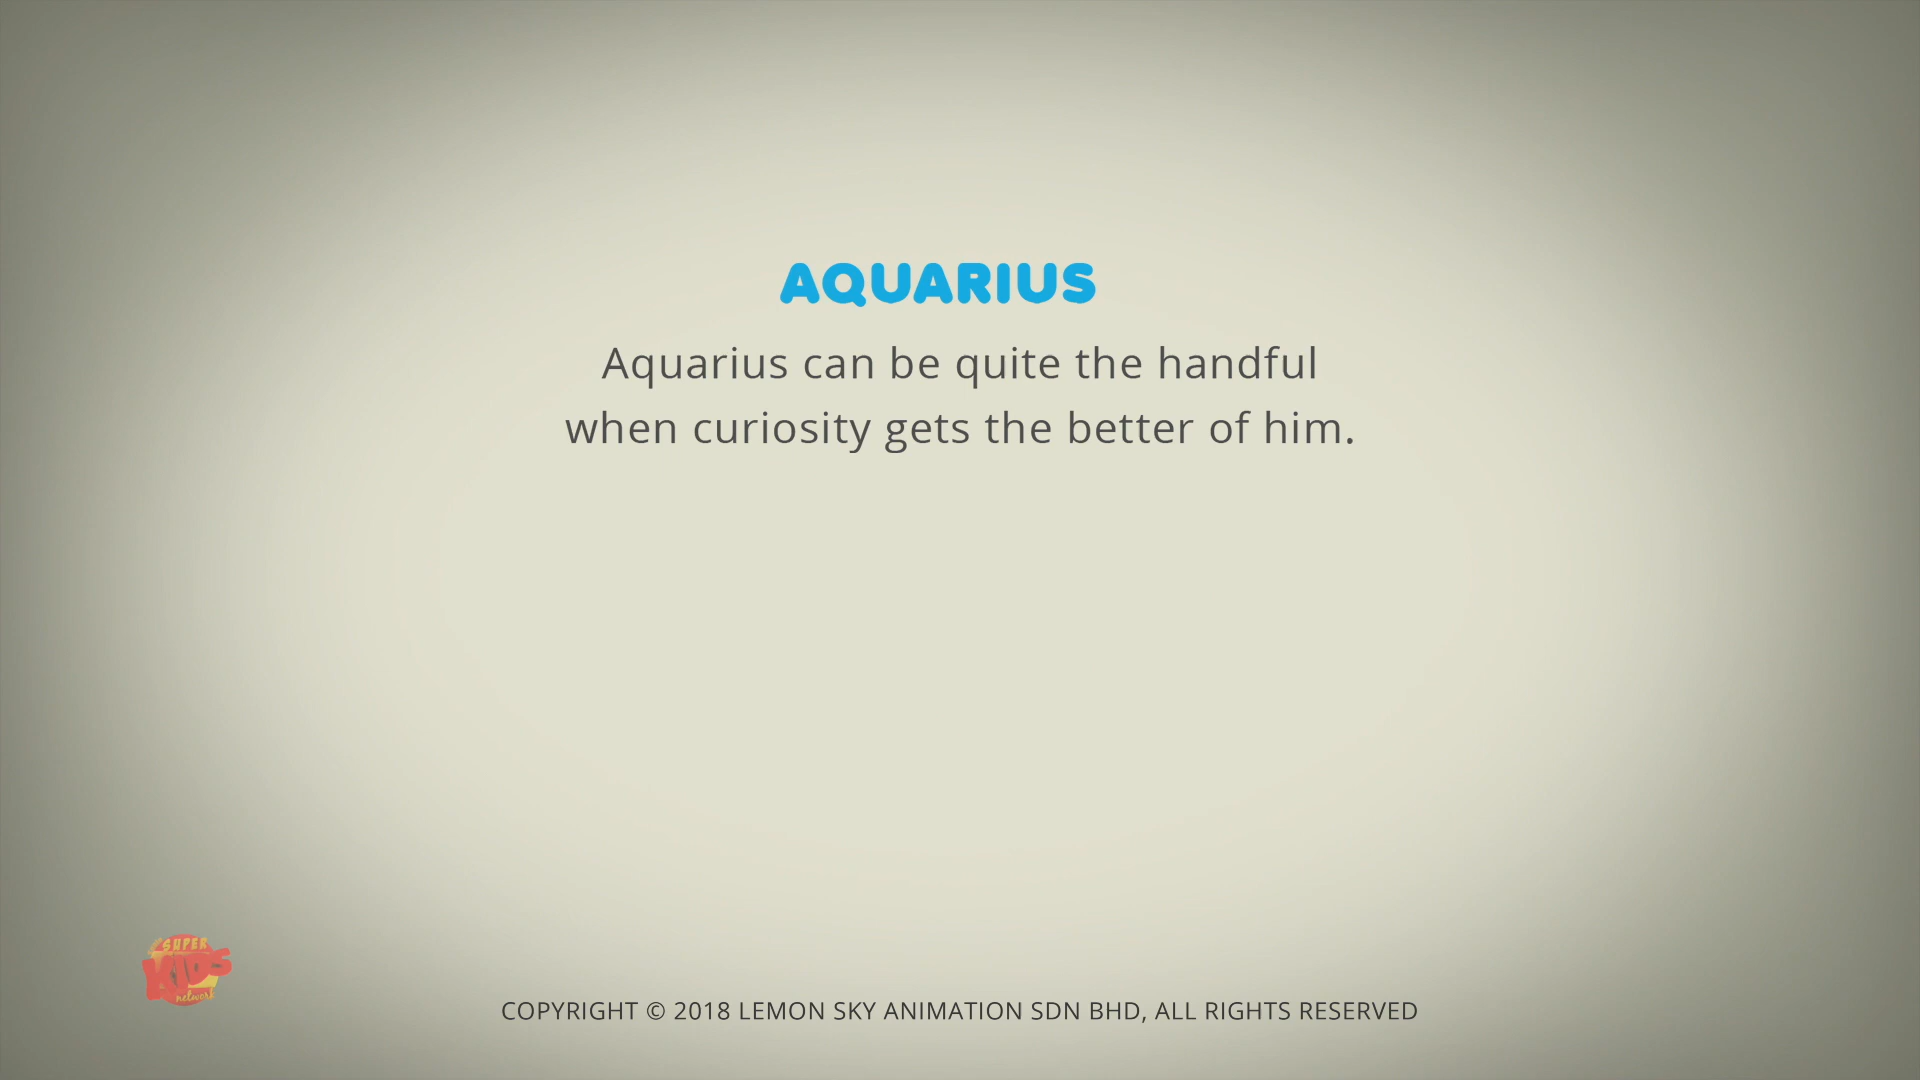 AQUARIUS
Aquarius can be quite the handful
when curiosity gets the better of him.
SUPER
KIDS
network
COPYRIGHT © 2018 LEMON SKY ANIMATION SDN BHD, ALL RIGHTS RESERVED